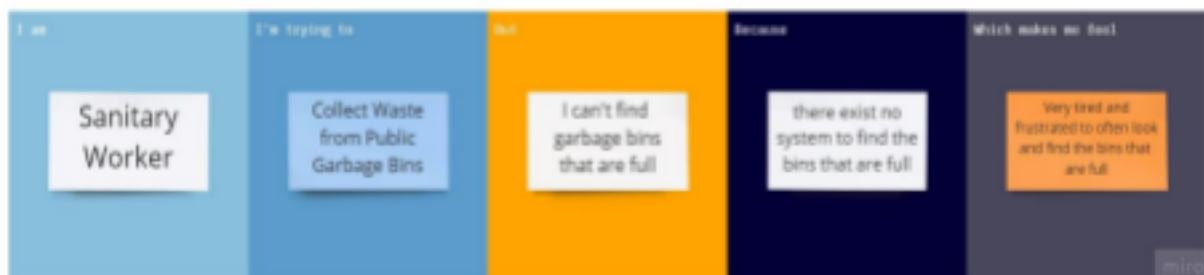 I am
Sanitary
Worker
I'm trying to
Collect Waste
from Public
Garbage Bins
But
I can't find
garbage bins
that are full
Because
there exist no
system to find the
bins that are full
Which makes me feel
Very tired and
frustrated to often look
and find the bins that
are full
miro